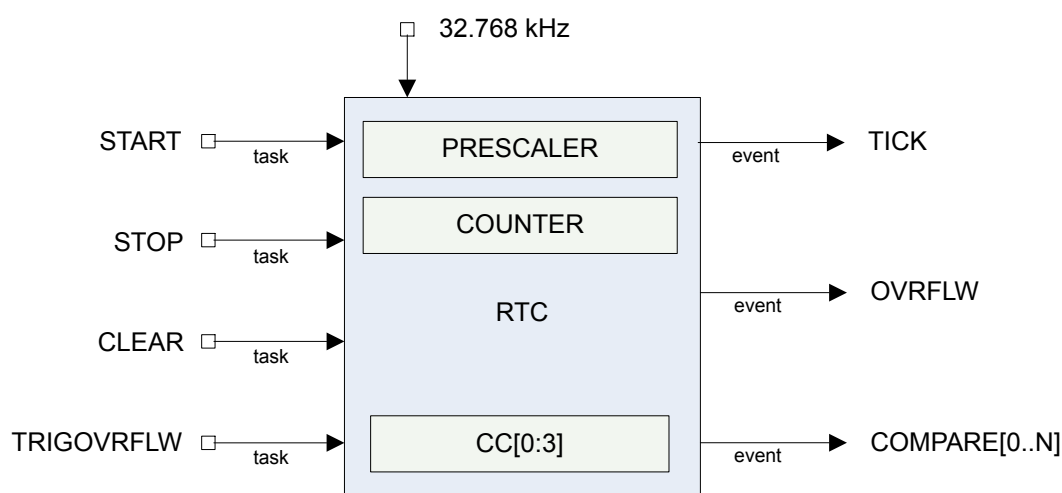 32.768 kHz
START
task
PRESCALER
event
TICK
STOP
task
COUNTER
RTC
event
OVRFLW
CLEAR
task
TRIGOVRFLW
task
CC[0:3]
event
COMPARE[0..N]